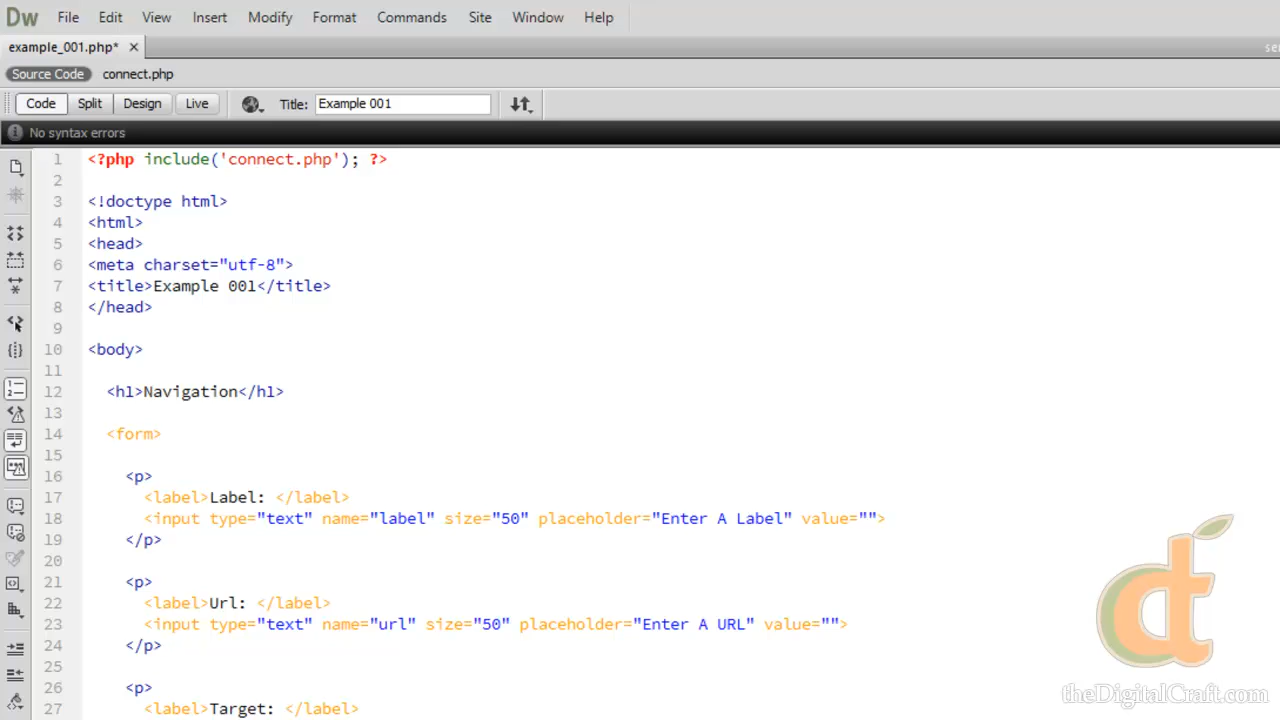 Dw File Edit View Insert Modify Format Commands Site Window Help
example_001.php* ×
Source Code connect.php
Code Split Design Live Title: Example 001
No syntax errors
1 <?php include('connect.php'); ?>
2
3 <!doctype html>
4 <html>
5 <head>
6 <meta charset="utf-8">
7 <title>Example 001</title>
8 </head>
9
10 <body>
11
12 <h1>Navigation</h1>
13
14 <form>
15
16 <p>
17 <label>Label: </label>
18 <input type="text" name="label" size="50" placeholder="Enter A Label" value="">
19 </p>
20
21 <p>
22 <label>Url: </label>
23 <input type="text" name="url" size="50" placeholder="Enter A URL" value="">
24 </p>
25
26 <p>
27 <label>Target: </label>
dt
theDigitalCraft.com